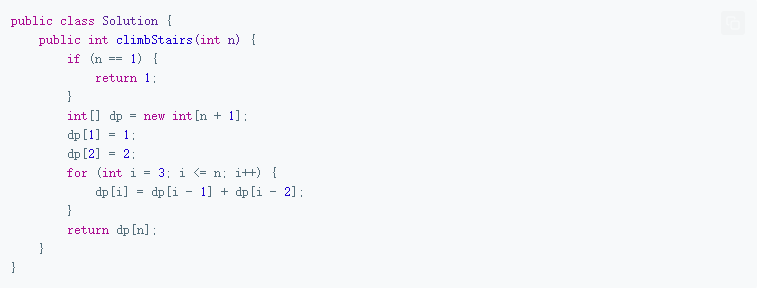 public class Solution {
    public int climbStairs(int n) {
        if (n == 1) {
            return 1;
        }
        int[] dp = new int[n + 1];
        dp[1] = 1;
        dp[2] = 2;
        for (int i = 3; i <= n; i++) {
            dp[i] = dp[i - 1] + dp[i - 2];
        }
        return dp[n];
    }
}